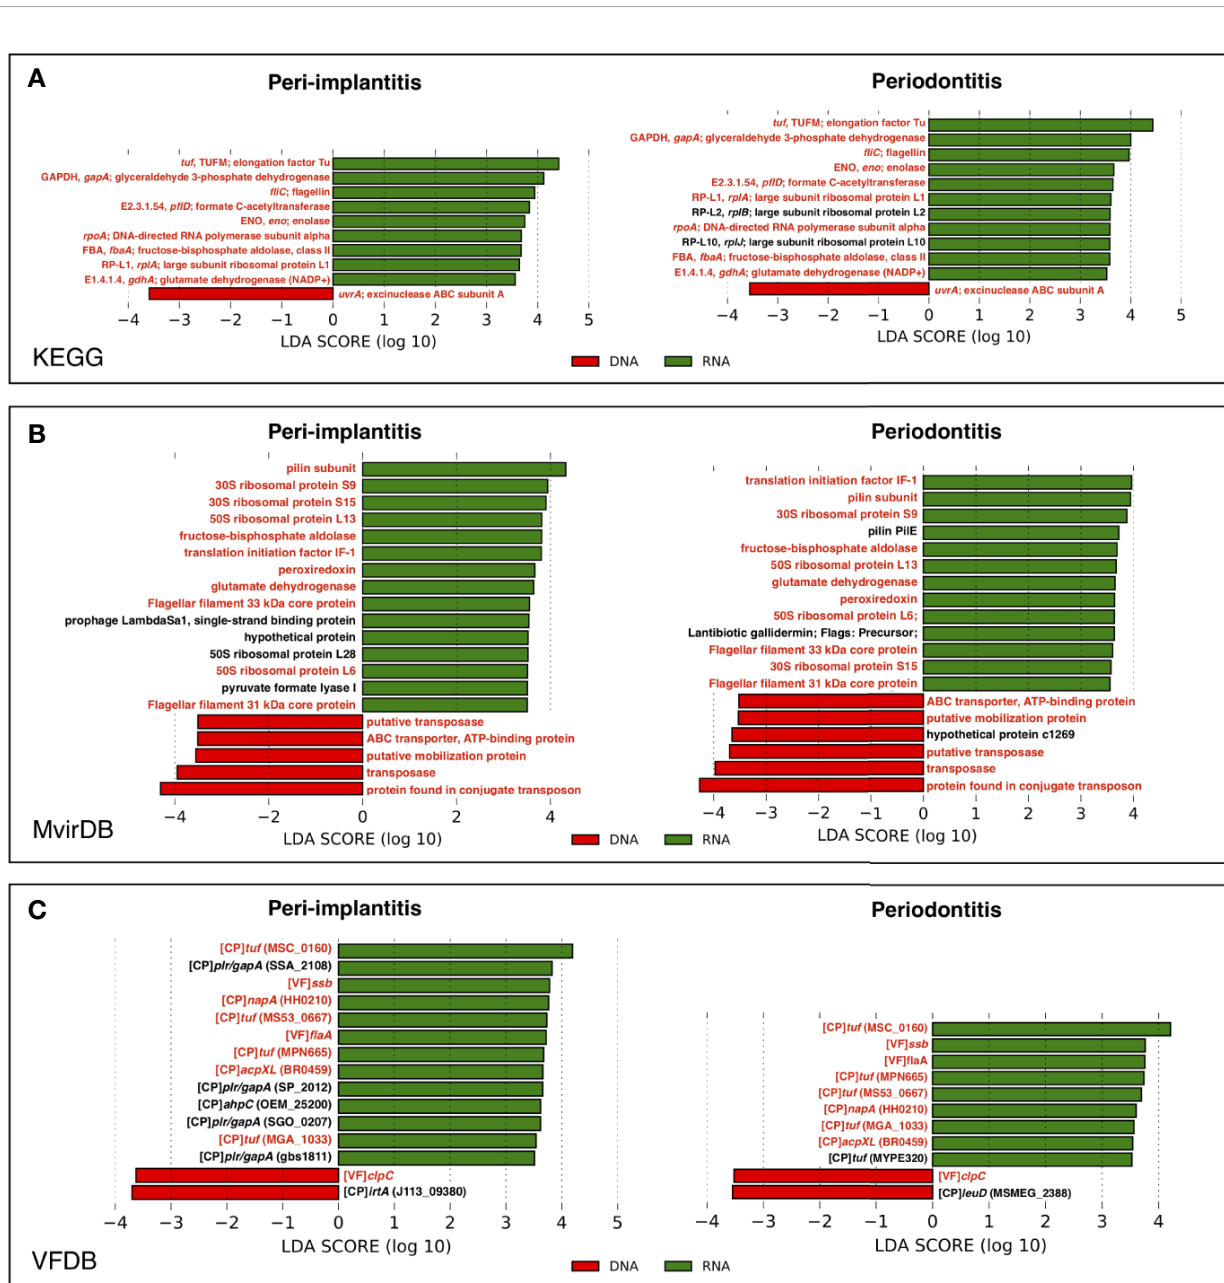 A
Peri-implantitis
tuf, TUFM; elongation factor Tu
GAPDH, gapA; glyceraldehyde 3-phosphate dehydrogenase
fliC; flagellin
E2.3.1.54, pflD; formate C-acetyltransferase
ENO, eno; enolase
rpoA; DNA-directed RNA polymerase subunit alpha
FBA, fbaA; fructose-bisphosphate aldolase, class II
RP-L1, rplA; large subunit ribosomal protein L1
E1.4.1.4, gdhA; glutamate dehydrogenase (NADP+)
uvrA; excinuclease ABC subunit A
−4 −3 −2 −1 0 1 2 3 4 5
LDA SCORE (log 10)
Periodontitis
tuf, TUFM; elongation factor Tu
GAPDH, gapA; glyceraldehyde 3-phosphate dehydrogenase
fliC; flagellin
ENO, eno; enolase
E2.3.1.54, pflD; formate C-acetyltransferase
RP-L1, rplA; large subunit ribosomal protein L1
RP-L2, rplB; large subunit ribosomal protein L2
rpoA; DNA-directed RNA polymerase subunit alpha
RP-L10, rplJ; large subunit ribosomal protein L10
FBA, fbaA; fructose-bisphosphate aldolase, class II
E1.4.1.4, gdhA; glutamate dehydrogenase (NADP+)
uvrA; excinuclease ABC subunit A
−4 −3 −2 −1 0 1 2 3 4 5
LDA SCORE (log 10)
KEGG
DNA RNA
B
Peri-implantitis
pilin subunit
30S ribosomal protein S9
30S ribosomal protein S15
50S ribosomal protein L13
fructose-bisphosphate aldolase
translation initiation factor IF-1
peroxiredoxin
glutamate dehydrogenase
Flagellar filament 33 kDa core protein
prophage LambdaSa1, single-strand binding protein
hypothetical protein
50S ribosomal protein L28
50S ribosomal protein L6
pyruvate formate lyase I
Flagellar filament 31 kDa core protein
putative transposase
ABC transporter, ATP-binding protein
putative mobilization protein
transposase
protein found in conjugate transposon
−4 −2 0 2 4
LDA SCORE (log 10)
Periodontitis
translation initiation factor IF-1
pilin subunit
30S ribosomal protein S9
pilin PilE
fructose-bisphosphate aldolase
50S ribosomal protein L13
glutamate dehydrogenase
peroxiredoxin
50S ribosomal protein L6;
Lantibiotic gallidermin; Flags: Precursor;
Flagellar filament 33 kDa core protein
30S ribosomal protein S15
Flagellar filament 31 kDa core protein
ABC transporter, ATP-binding protein
putative mobilization protein
hypothetical protein c1269
putative transposase
transposase
protein found in conjugate transposon
−4 −3 −2 −1 0 1 2 3 4
LDA SCORE (log 10)
MvirDB
DNA RNA
C
Peri-implantitis
[CP]tuf (MSC_0160)
[CP]plr/gapA (SSA_2108)
[VF]ssb
[CP]napA (HH0210)
[CP]tuf (MS53_0667)
[VF]flaA
[CP]tuf (MPN665)
[CP]acpXL (BR0459)
[CP]plr/gapA (SP_2012)
[CP]ahpC (OEM_25200)
[CP]plr/gapA (SGO_0207)
[CP]tuf (MGA_1033)
[CP]plr/gapA (gbs1811)
[VF]clpC
[CP]irtA (J113_09380)
−4 −3 −2 −1 0 1 2 3 4 5
LDA SCORE (log 10)
Periodontitis
[CP]tuf (MSC_0160)
[VF]ssb
[VF]flaA
[CP]tuf (MPN665)
[CP]tuf (MS53_0667)
[CP]napA (HH0210)
[CP]tuf (MGA_1033)
[CP]acpXL (BR0459)
[CP]tuf (MYPE320)
[VF]clpC
[CP]leuD (MSMEG_2388)
−4 −3 −2 −1 0 1 2 3 4
LDA SCORE (log 10)
VFDB
DNA RNA